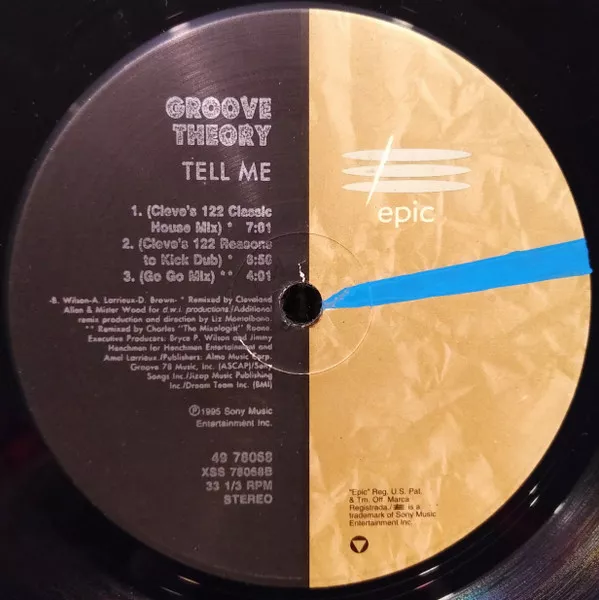 GROOVE
THEORY
TELL ME
1. (Cleve's 122 Classic
House Mix) * 7:01
2. (Cleve's 122 Reasons
to Kick Dub) * 8:56
3. (Go Go Mix) ** 4:01
-B. Wilson-A. Larrieux-D. Brown- * Remixed by Cleveland
Allen & Mister Wood for d.w.i. productions./Additional
remix production and direction by Liz Montalbano.
** Remixed by Charles "The Mixologist" Roane.
Executive Producers: Bryce P. Wilson and Jimmy
Henchmen for Henchmen Entertainment and
Amel Larrieux./Publishers: Almo Music Corp.
Groove 78 Music, Inc. (ASCAP)/Sony
Songs Inc./Jizop Music Publishing
Inc./Dream Team Inc. (BMI)
℗1995 Sony Music
Entertainment Inc.
49 78068
XSS 78068B
33 1/3 RPM
STEREO
epic
"Epic" Reg. U.S. Pat.
& Tm. Off. Marca
Registrada./ is a
trademark of Sony Music
Entertainment Inc.